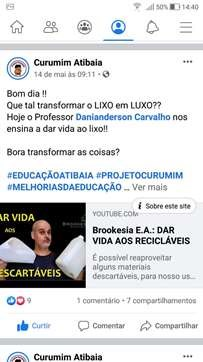 50% 14:40
Curumim Atibaia
14 de mai às 09:11 •
Bom dia !!
Que tal transformar o LIXO em LUXO??
Hoje o Professor Danianderson Carvalho nos
ensina a dar vida ao lixo!!
Bora transformar as coisas?
#EDUCAÇÃOATIBAIA #PROJETOCURUMIM
#MELHORIASDAEDUCAÇÃO ... Ver mais
i Sobre este site
DAR VIDA
AOS
DESCARTÁVEIS
YOUTUBE.COM
Brookesia E.A.: DAR
VIDA AOS RECICLÁVEIS
É possível reaproveitar
alguns materiais
descartáveis, para nosso us...
9
1 comentário • 7 compartilhamentos
Curtir
Comentar
Compartilhar
Curumim Atibaia